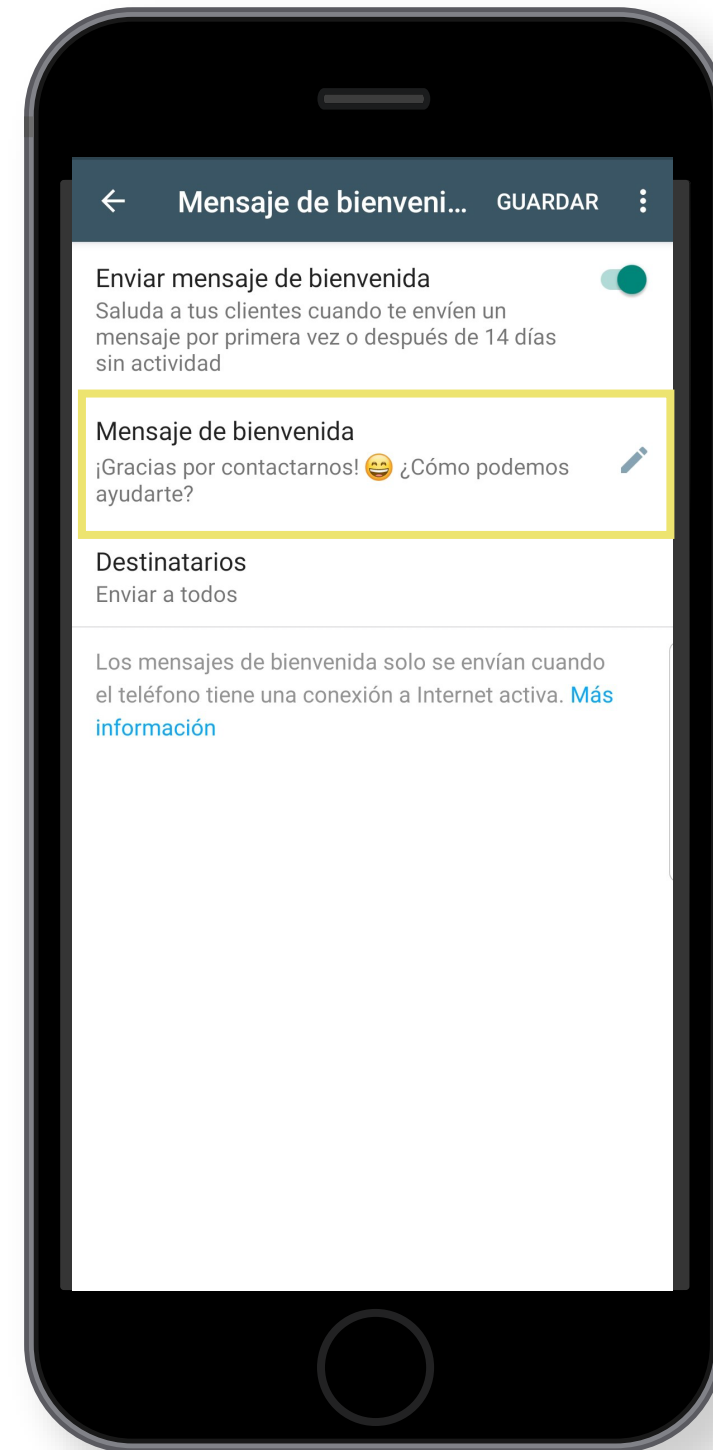 Mensaje de bienveni... GUARDAR
Enviar mensaje de bienvenida
Saluda a tus clientes cuando te envíen un
mensaje por primera vez o después de 14 días
sin actividad
Mensaje de bienvenida
¡Gracias por contactarnos! 😄 ¿Cómo podemos
ayudarte?
Destinatarios
Enviar a todos
Los mensajes de bienvenida solo se envían cuando
el teléfono tiene una conexión a Internet activa. Más
información